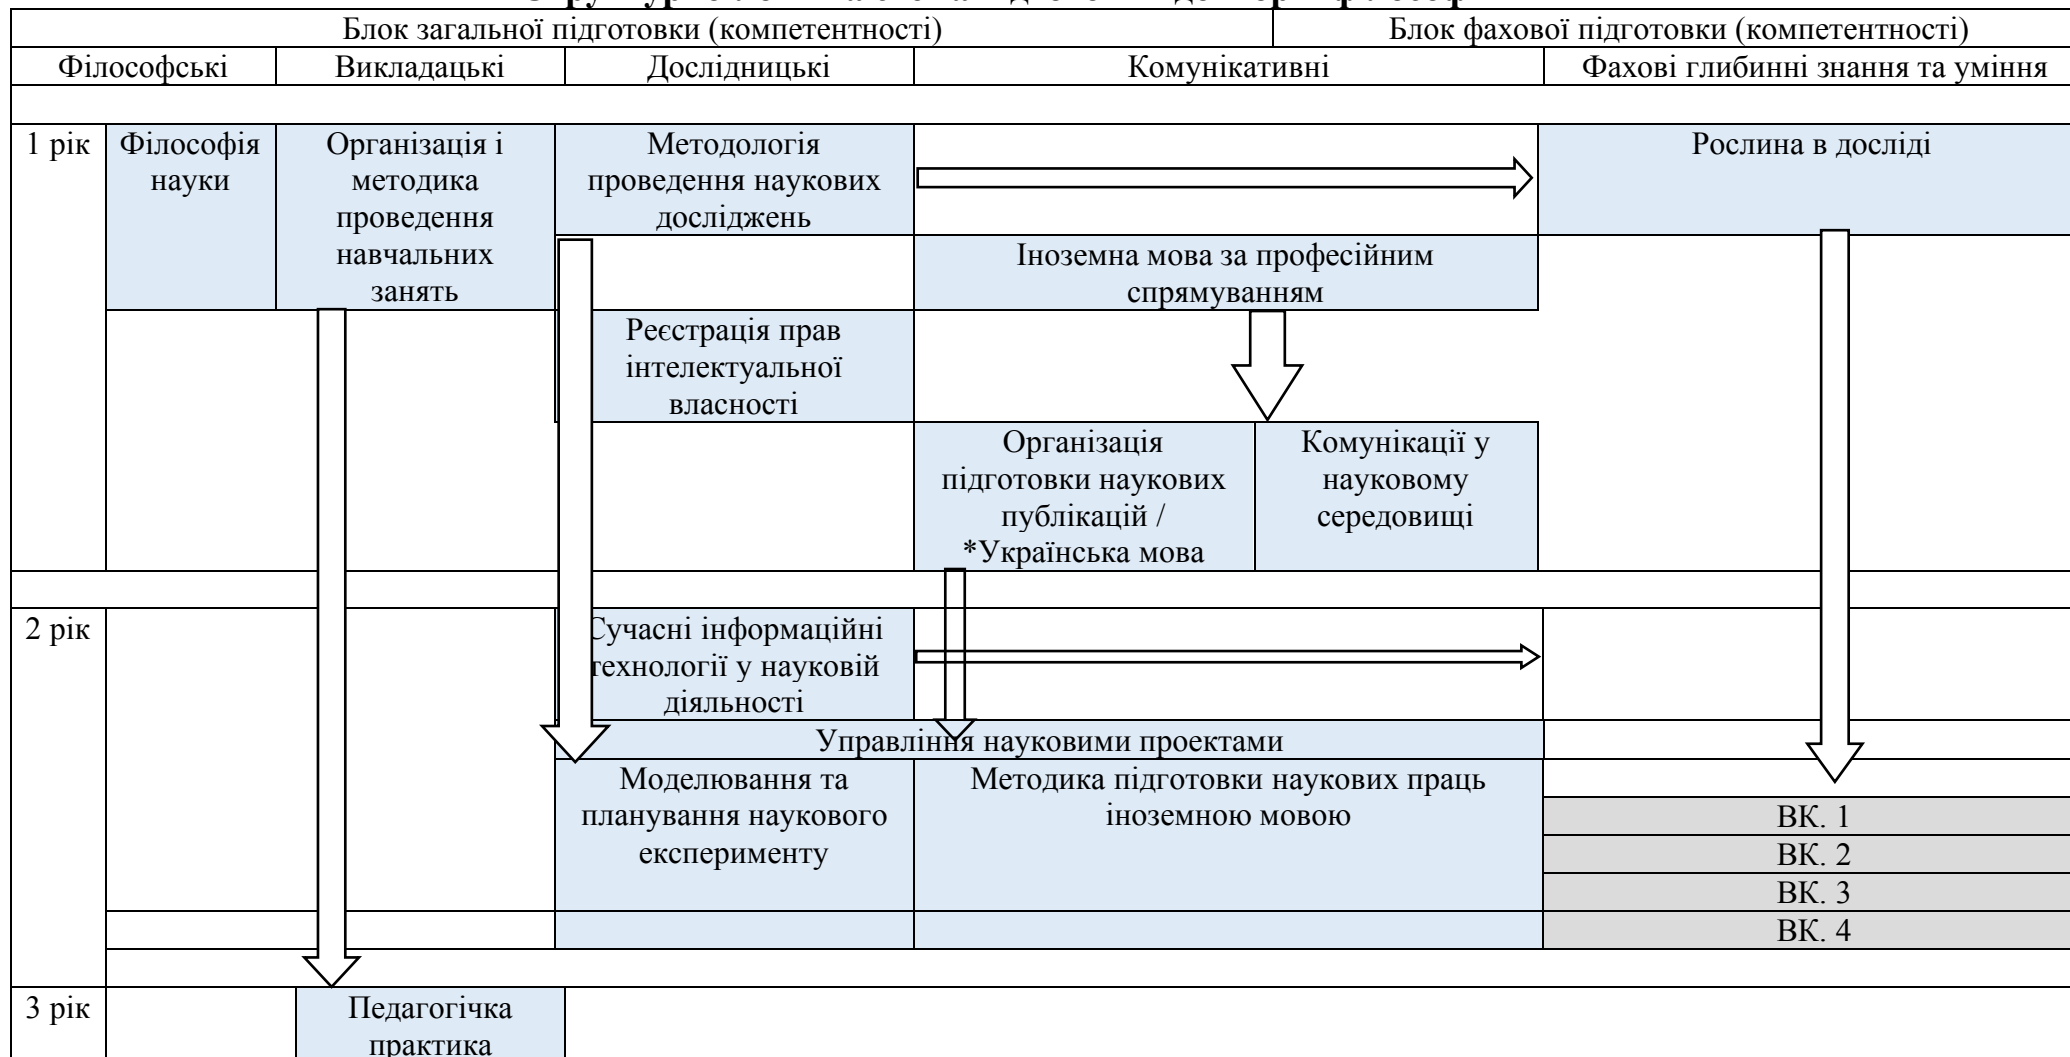 Блок загальної підготовки (компетентності)
Блок фахової підготовки (компетентності)
Філософські
Викладацькі
Дослідницькі
Комунікативні
Фахові глибинні знання та уміння
1 рік
Філософія
науки
Організація і
методика
проведення
навчальних
занять
Методологія
проведення наукових
досліджень
Рослина в досліді
Іноземна мова за професійним
спрямуванням
Реєстрація прав
інтелектуальної
власності
Організація
підготовки наукових
публікацій /
*Українська мова
Комунікації у
науковому
середовищі
2 рік
Сучасні інформаційні
технології у науковій
діяльності
Управління науковими проектами
Моделювання та
планування наукового
експерименту
Методика підготовки наукових праць
іноземною мовою
ВК. 1
ВК. 2
ВК. 3
ВК. 4
3 рік
Педагогічка
практика